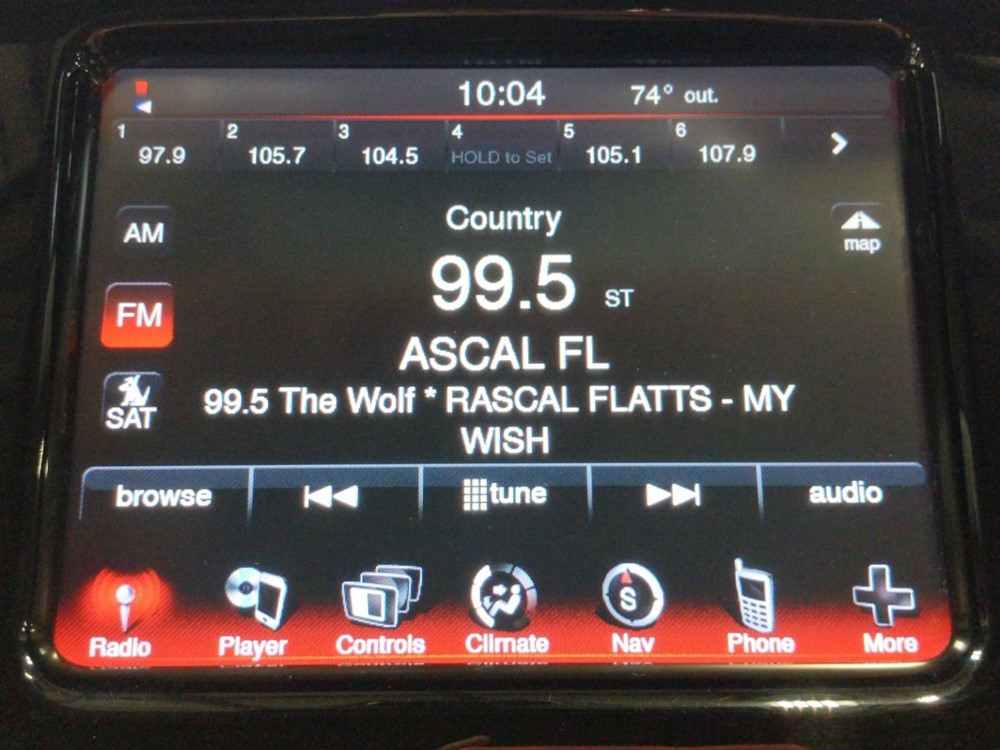 10:04 74° out.
1 2 3 4 5 6
97.9 105.7 104.5 HOLD to Set 105.1 107.9
Country
AM
map
99.5 ST
FM
ASCAL FL
SAT
99.5 The Wolf * RASCAL FLATTS - MY
WISH
browse tune audio
S
Radio Player Controls Climate Nav Phone More